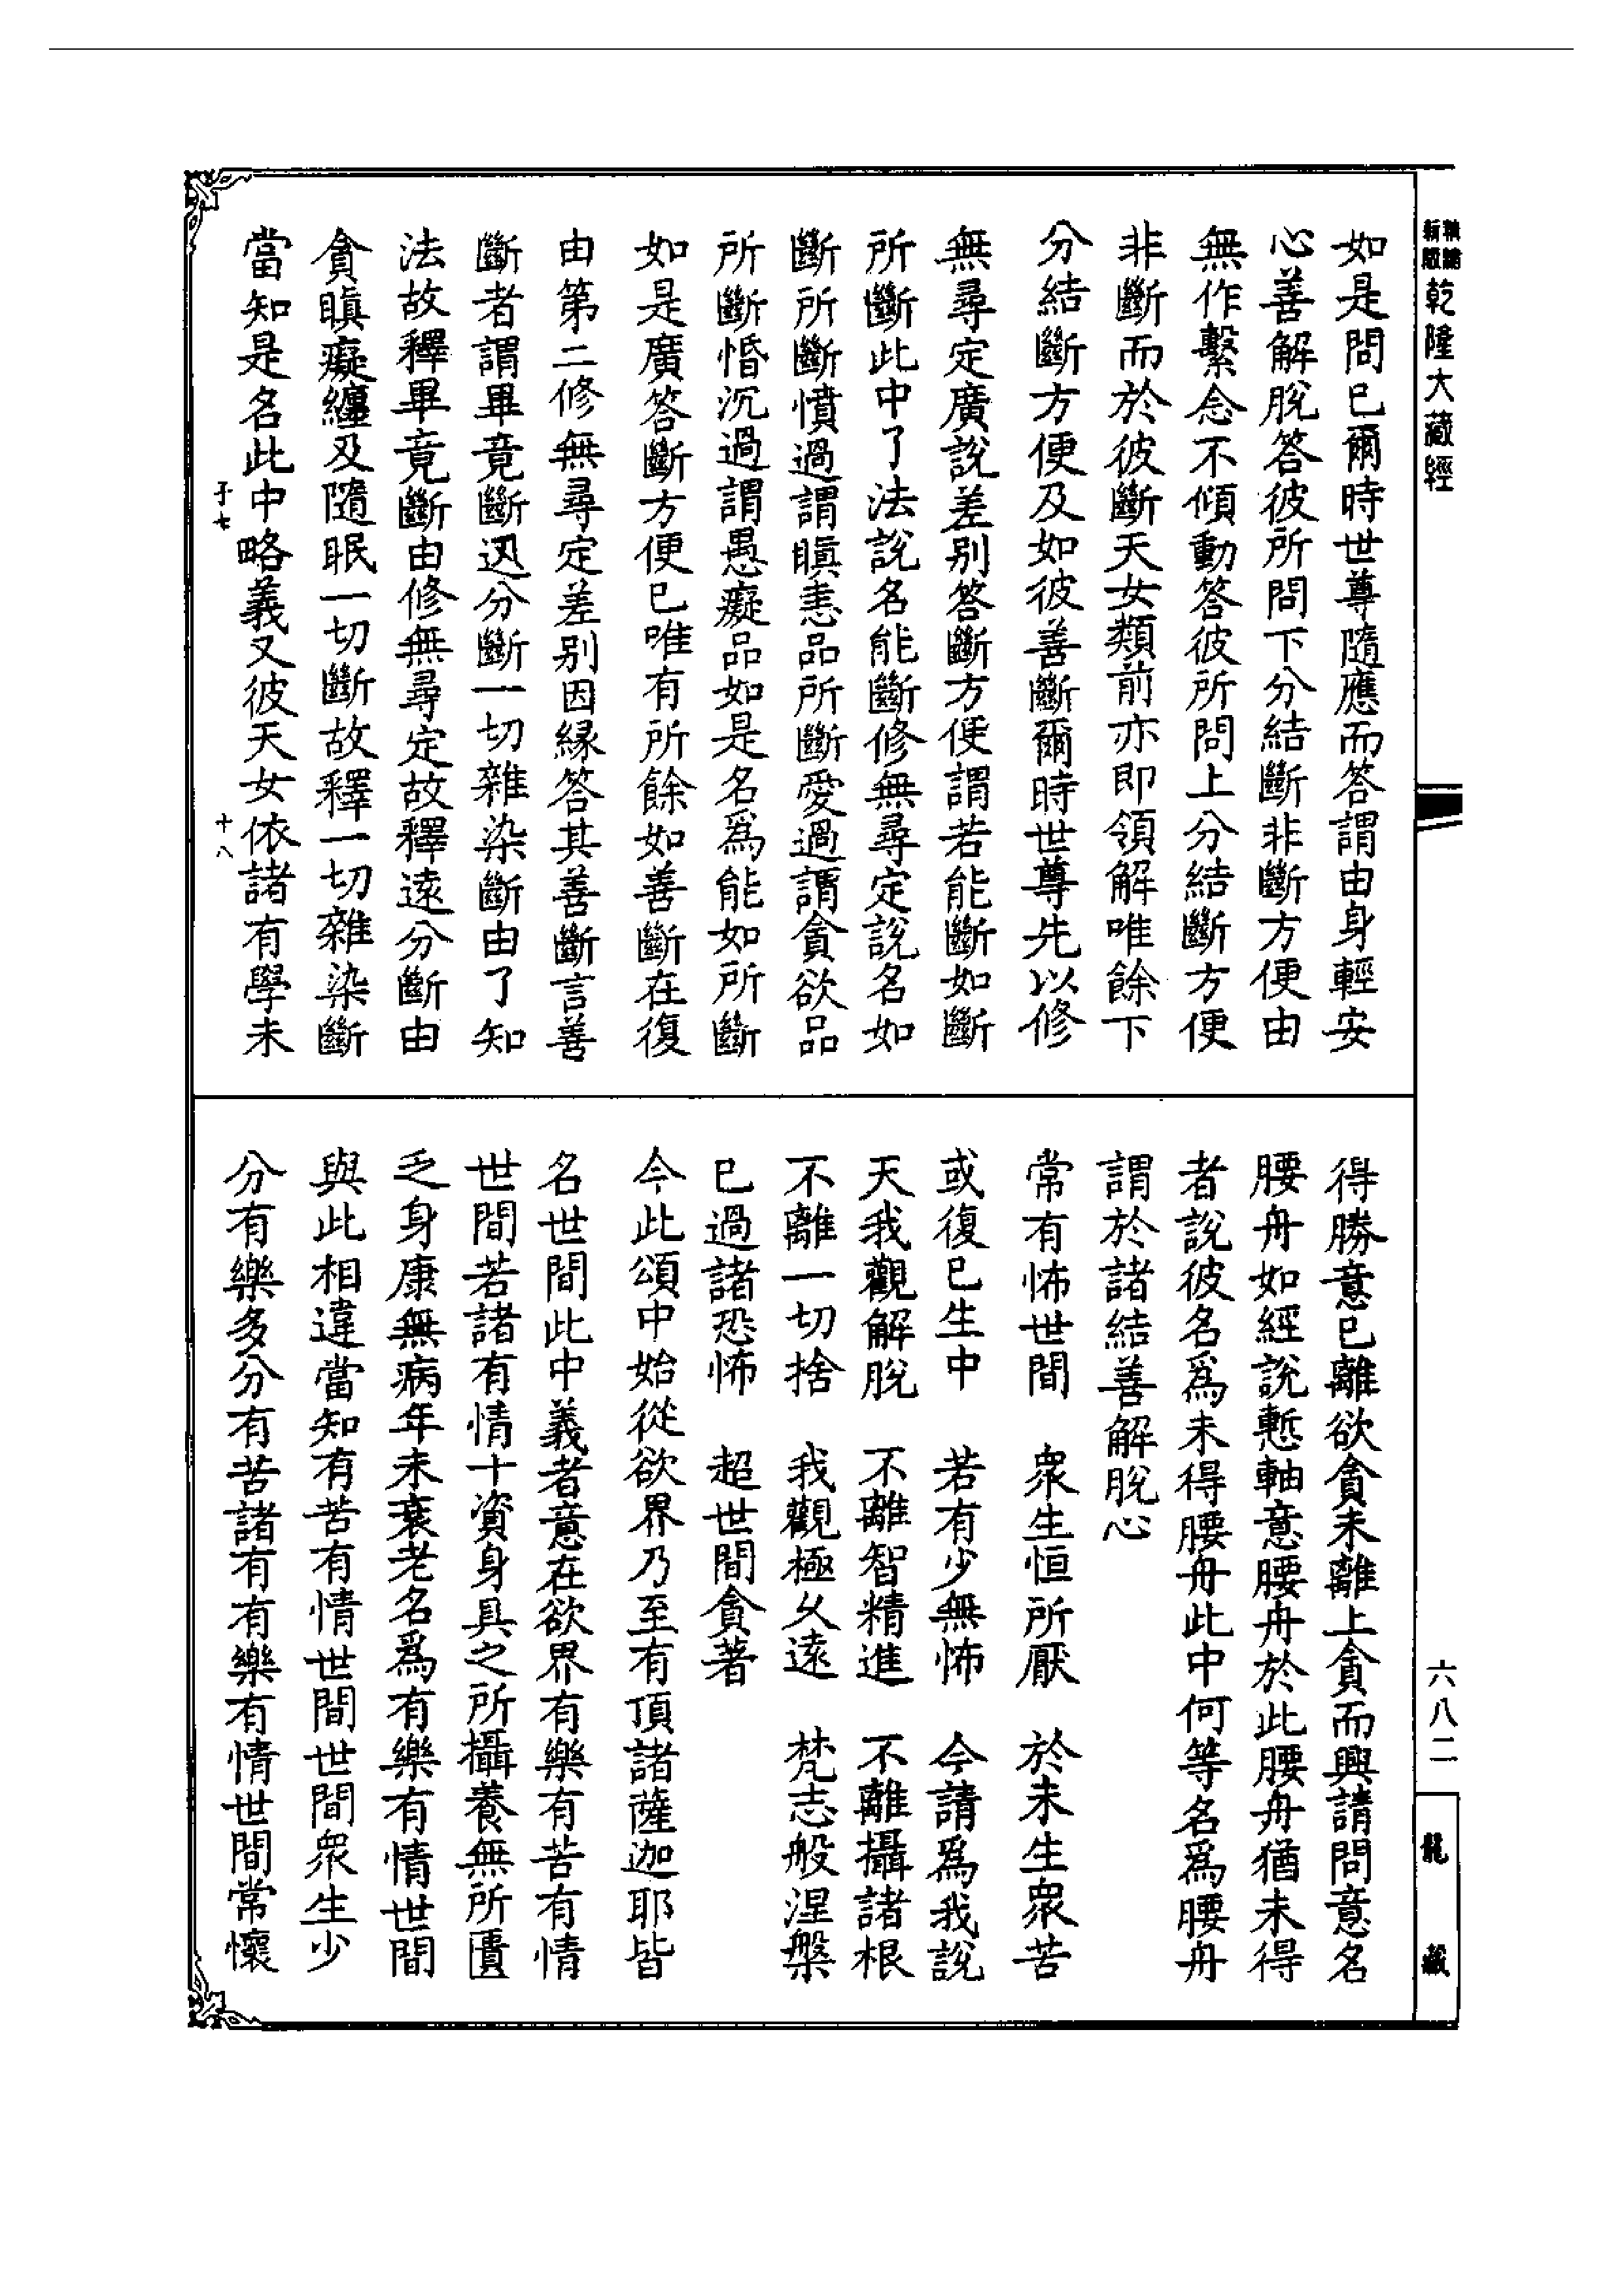 新版
乾隆大藏經
六八二
龍藏
如是問已爾時世尊隨應而答謂由身輕安
心善解脫答彼所問下分結斷非斷方便由
無作繫念不傾動答彼所問上分結斷方便
非斷而於彼斷天女類前亦即領解唯餘下
分結斷方便及如彼善斷爾時世尊先以修
無尋定廣說差別答斷方便謂若能斷如斷
所斷此中了法說名能斷修無尋定說名如
斷所斷憤過謂瞋恚品所斷愛過謂貪欲品
所斷惛沉過謂愚癡品如是名爲能如所斷
如是廣答斷方便已唯有所餘如善斷在復
由第二修無尋定差別因緣答其善斷言善
斷者謂畢竟斷及分斷一切雜染斷由了知
法故釋畢竟斷由修無尋定故釋遠分斷由
貪瞋癡纏及隨眠一切斷故釋一切雜染斷
當知是名此中略義又彼天女依諸有學未
子七
十八
得勝意已離欲貪未離上貪而興請問意名
腰舟如經說慙軸意腰舟於此腰舟猶未得
者說彼名爲未得腰舟此中何等名爲腰舟
謂於諸結善解脫心
常有怖世間　衆生恒所厭　於未生衆苦
或復已生中　若有少無怖　今請爲我說
天我觀解脫　不離智精進　不離攝諸根
不離一切捨　我觀極久遠　梵志般涅槃
已過諸恐怖　超世間貪著
今此頌中始從欲界乃至有頂諸薩迦耶皆
名世間此中義者意在欲界有樂有苦有情
世間若諸有情十資身具之所攝養無所匱
乏身康無病年未衰老名爲有樂有情世間
與此相違當知有苦有情世間世間衆生少
分有樂多分有苦諸有有樂有情世間常懷